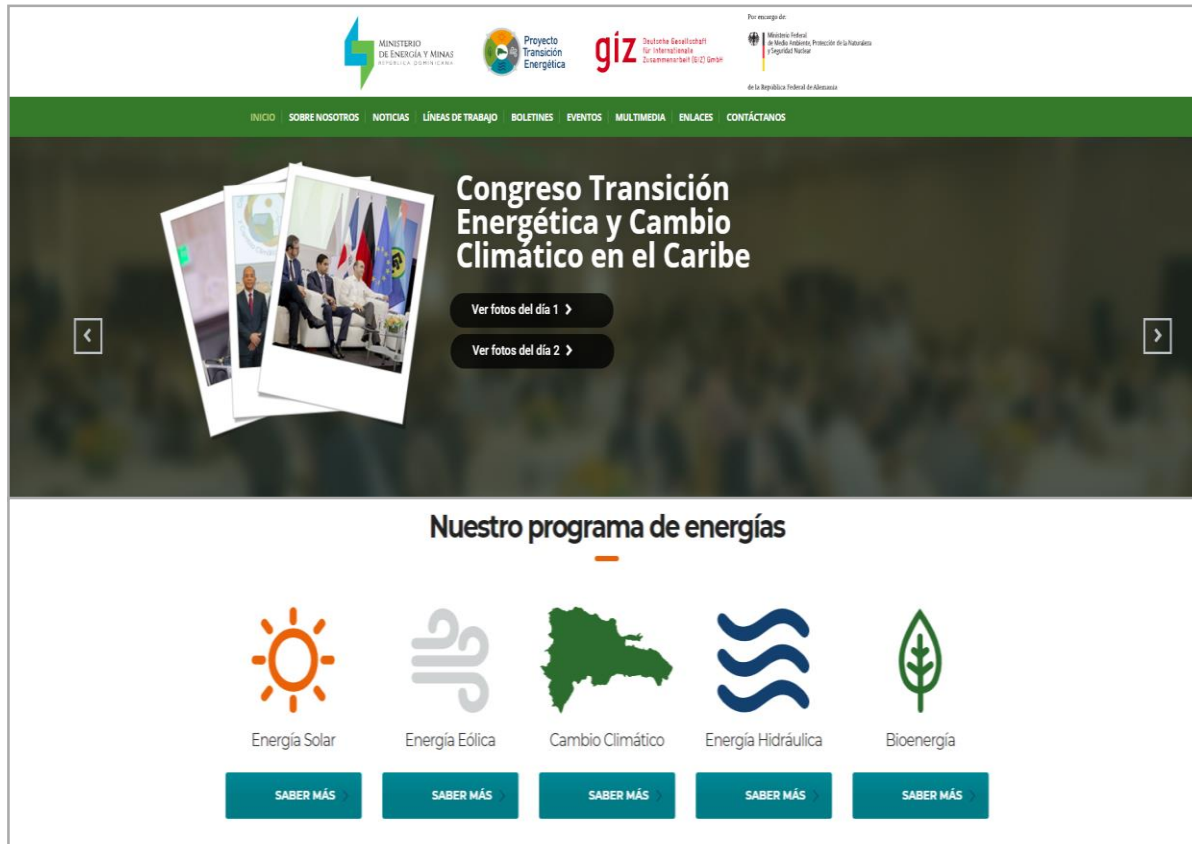 Por encargo de:
MINISTERIO
DE ENERGÍA Y MINAS
REPÚBLICA DOMINICANA
Proyecto
Transición
Energética
giz
Deutsche Gesellschaft
für Internationale
Zusammenarbeit (GIZ) GmbH
Ministerio Federal
de Medio Ambiente, Protección de la Naturaleza
y Seguridad Nuclear
de la República Federal de Alemania
INICIO SOBRE NOSOTROS NOTICIAS LÍNEAS DE TRABAJO BOLETINES EVENTOS MULTIMEDIA ENLACES CONTÁCTANOS
Congreso Transición
Energética y Cambio
Climático en el Caribe
Ver fotos del día 1
Ver fotos del día 2
Nuestro programa de energías
Energía Solar Energía Eólica Cambio Climático Energía Hidráulica Bioenergía
SABER MÁS SABER MÁS SABER MÁS SABER MÁS SABER MÁS